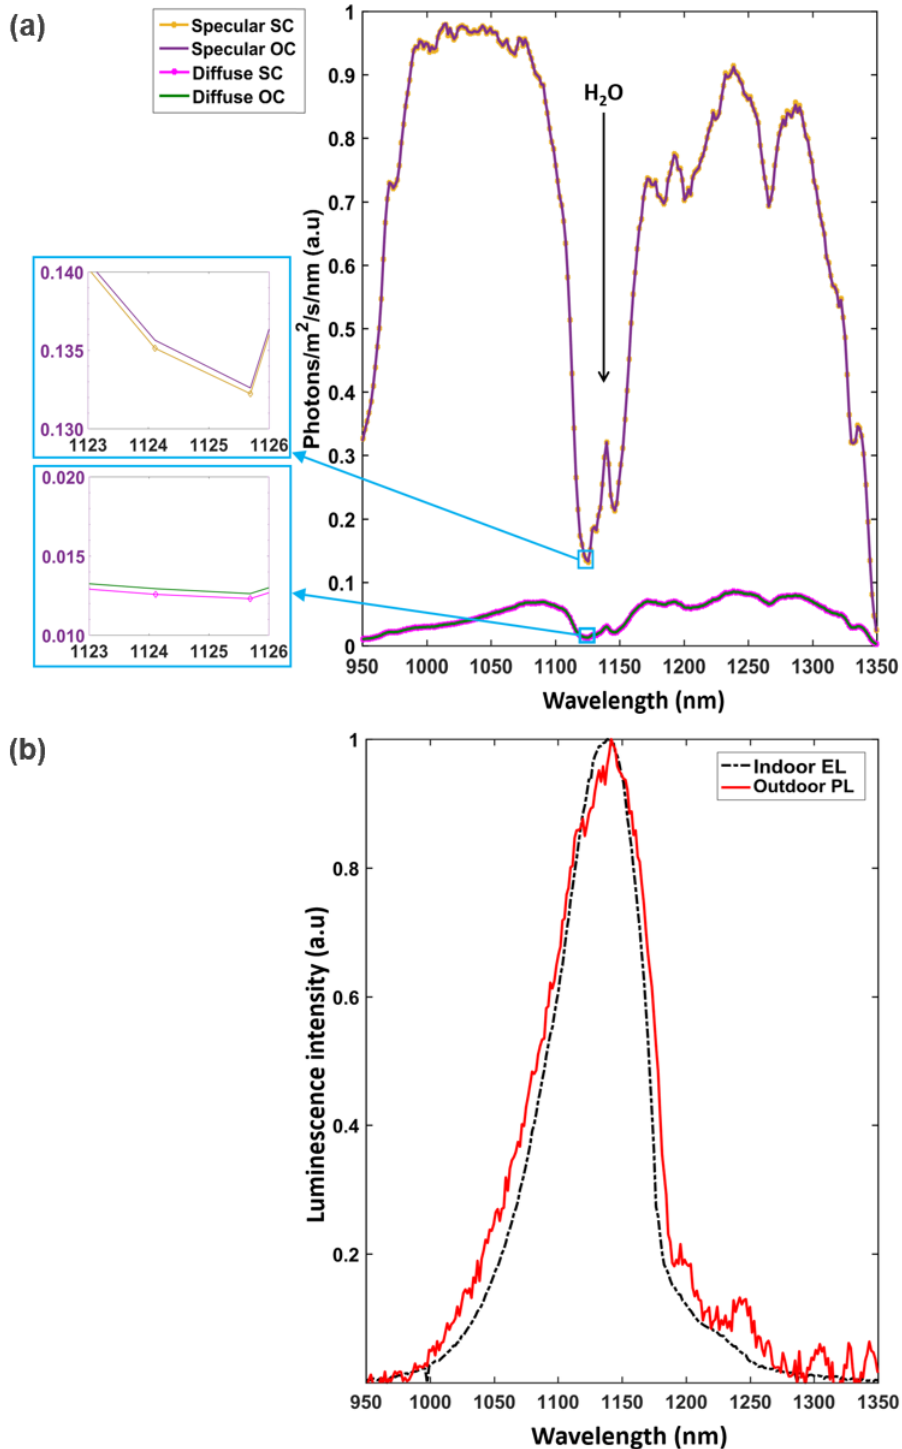 (a)
Specular SC
Specular OC
Diffuse SC
Diffuse OC
H₂O
Photons/m²/s/nm (a.u)
1
0.9
0.8
0.7
0.6
0.5
0.4
0.3
0.2
0.1
0
950 1000 1050 1100 1150 1200 1250 1300 1350
Wavelength (nm)
0.140
0.135
0.130
1123 1124 1125 1126
0.020
0.015
0.010
1123 1124 1125 1126
(b)
Indoor EL
Outdoor PL
Luminescence intensity (a.u)
1
0.8
0.6
0.4
0.2
950 1000 1050 1100 1150 1200 1250 1300 1350
Wavelength (nm)